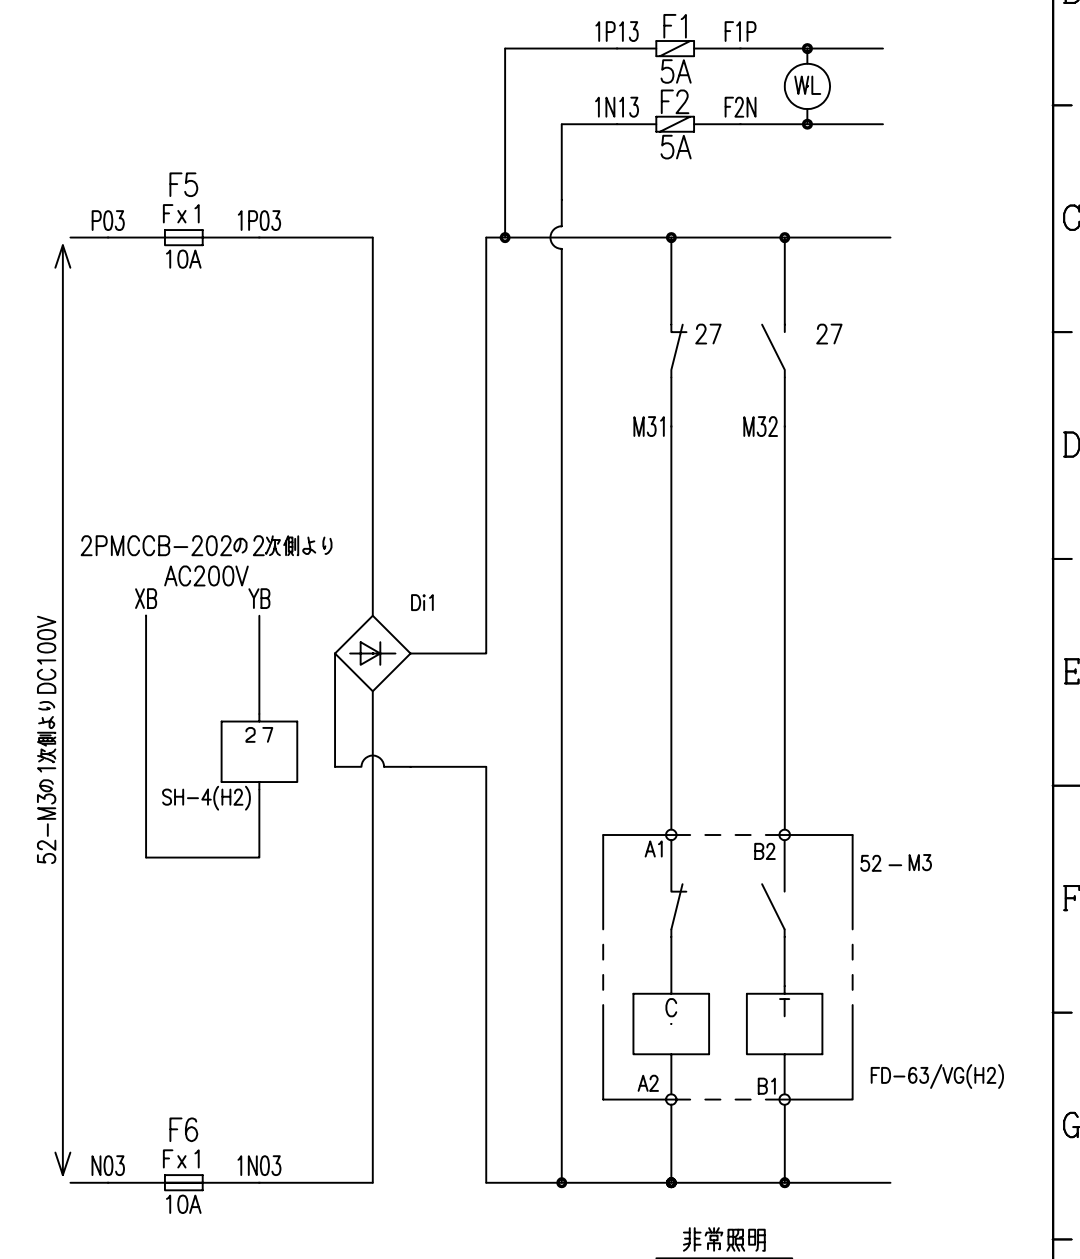 1P13 F1 F1P
5A
WL
1N13 F2 F2N
5A
F5
P03 Fx1 1P03
10A
C
27 27
M31 M32
D
2PMCCB-202の2次側より
AC200V
XB YB
Di1
52-M3の1次側よりDC100V
E
27
SH-4(H2)
A1 B2 52-M3
F
C T
A2 B1 FD-63/VG(H2)
G
F6
N03 Fx1 1N03
10A
非常照明